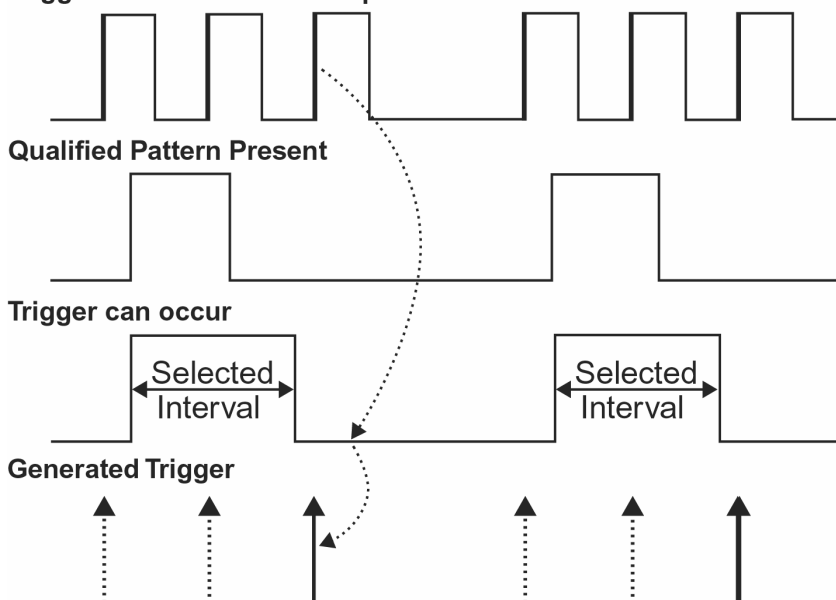 Qualified Pattern Present
Trigger can occur
Selected
Interval
Selected
Interval
Generated Trigger